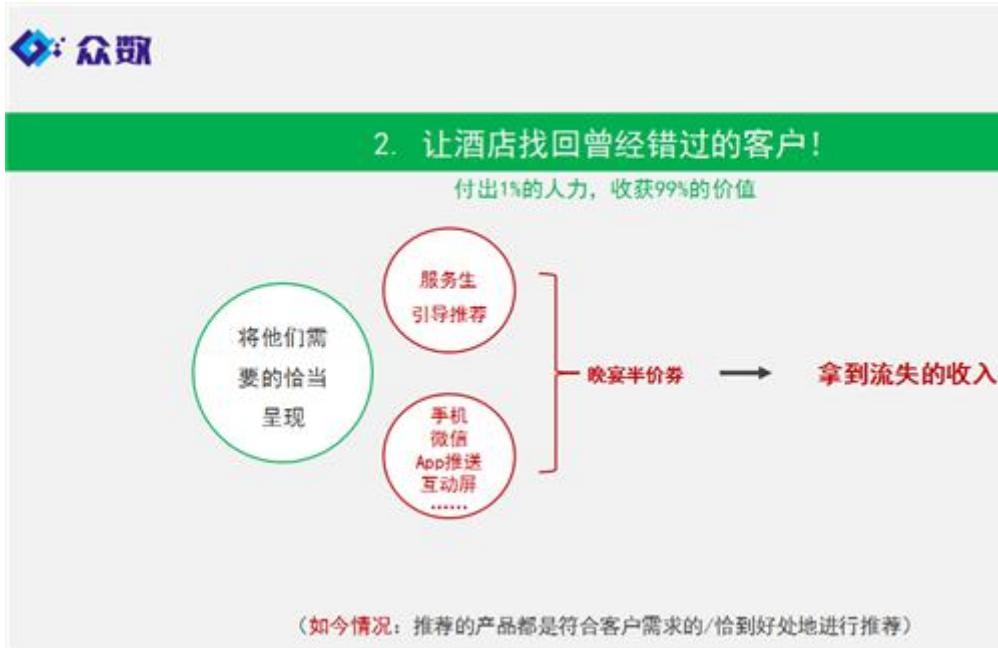 众数
2. 让酒店找回曾经错过的客户!
付出1%的人力, 收获99%的价值
服务生
引导推荐
将他们需
要的恰当
呈现
手机
微信
App推送
互动屏
......
晚宴半价券
拿到流失的收入
(如今情况: 推荐的产品都是符合客户需求的/恰到好处地进行推荐)